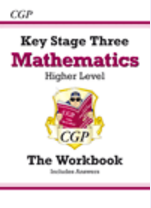 CGP
Key Stage Three
Mathematics
Higher Level
CGP
The Workbook
Includes Answers